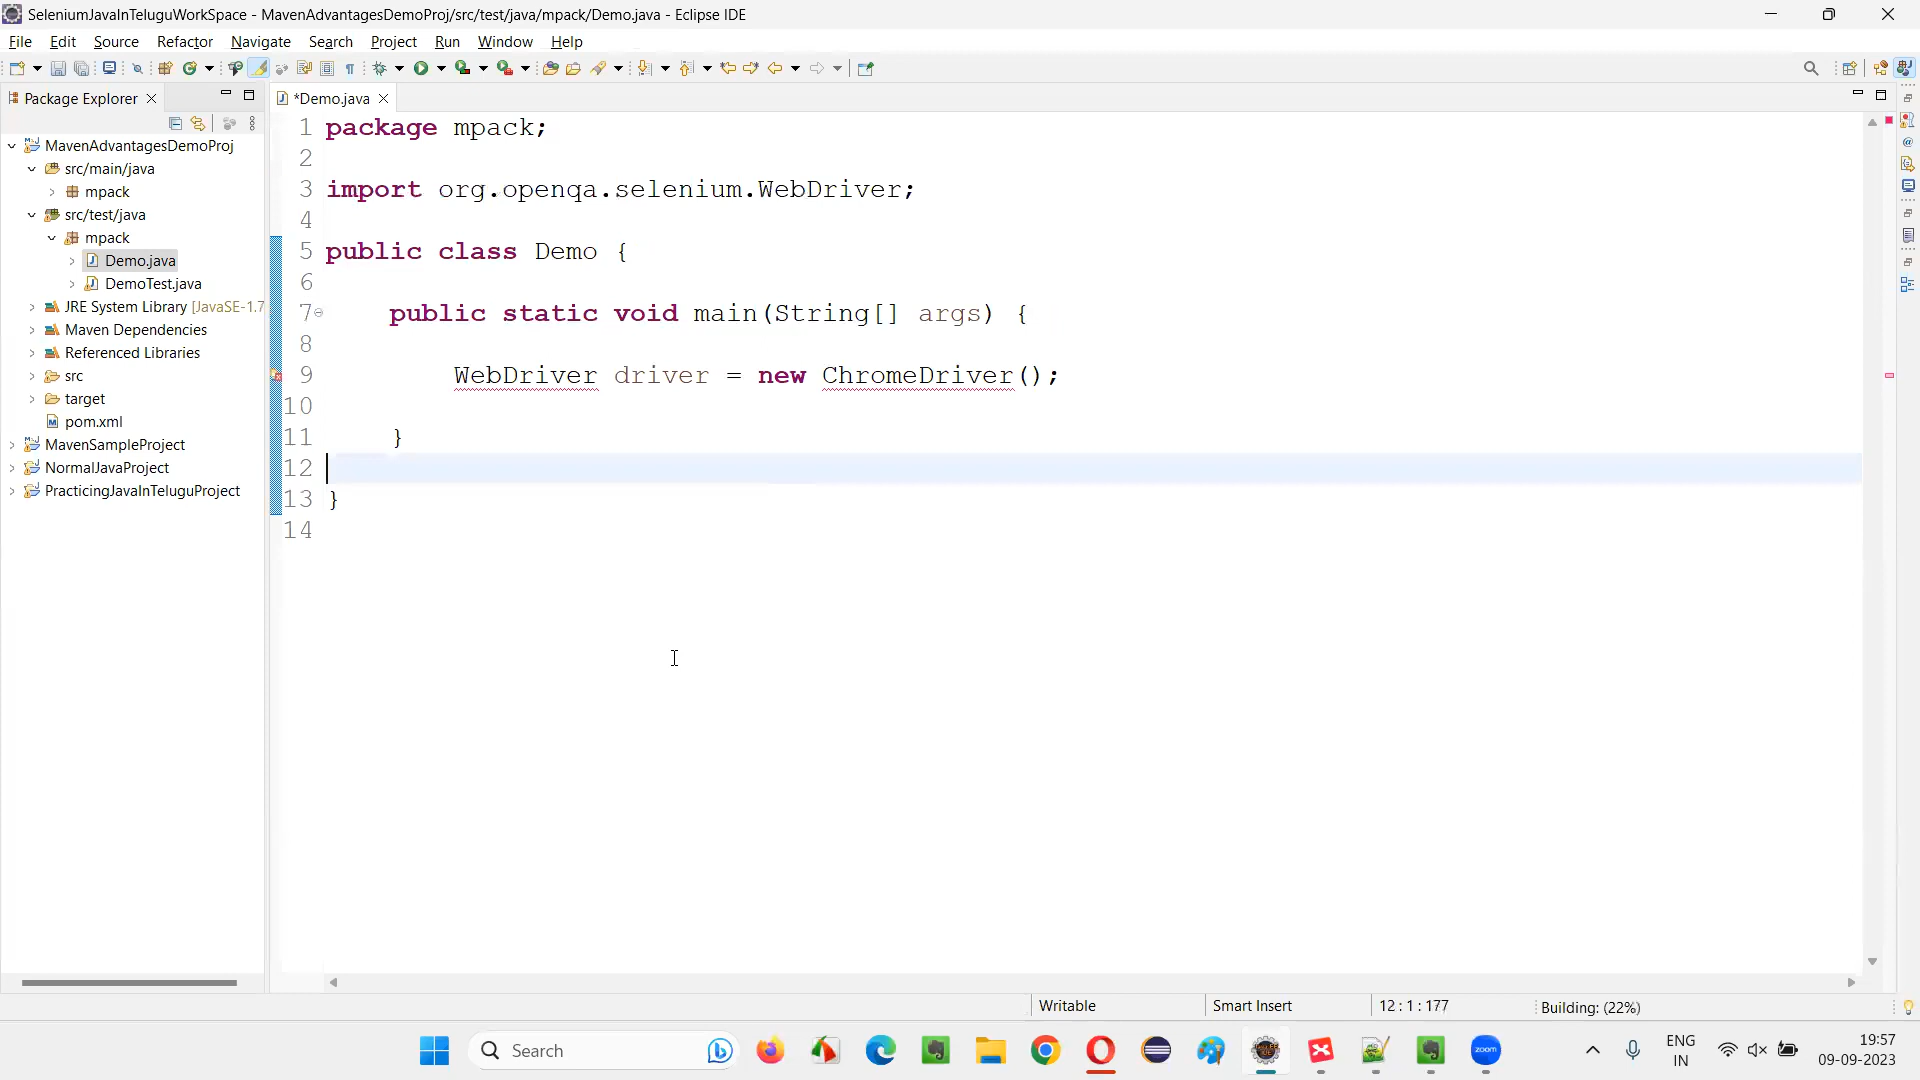 SeleniumJavaInTeluguWorkSpace - MavenAdvantagesDemoProj/src/test/java/mpack/Demo.java - Eclipse IDE
File Edit Source Refactor Navigate Search Project Run Window Help
Package Explorer
*Demo.java
MavenAdvantagesDemoProj
src/main/java
mpack
src/test/java
mpack
Demo.java
DemoTest.java
JRE System Library [JavaSE-1.7
Maven Dependencies
Referenced Libraries
src
target
pom.xml
MavenSampleProject
NormalJavaProject
PracticingJavaInTeluguProject
1 package mpack;
2
3 import org.openqa.selenium.WebDriver;
4
5 public class Demo {
6
7 public static void main(String[] args) {
8
9 WebDriver driver = new ChromeDriver();
10
11 }
12
13 }
14
Writable
Smart Insert
12 : 1 : 177
Building: (22%)
Search
zoom
ENG
IN
19:57
09-09-2023